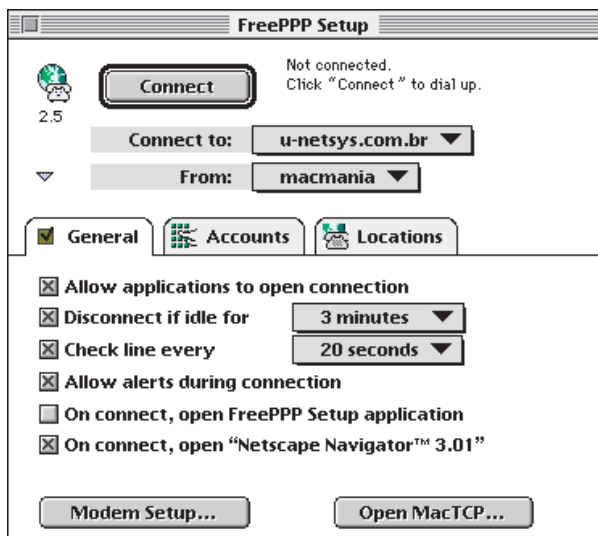 FreePPP Setup
Not connected.
Connect
Click “Connect” to dial up.
2.5
Connect to: u-netsys.com.br
From: macmania
General Accounts Locations
Allow applications to open connection
Disconnect if idle for 3 minutes
Check line every 20 seconds
Allow alerts during connection
On connect, open FreePPP Setup application
On connect, open “Netscape Navigator™ 3.01”
Modem Setup... Open MacTCP...